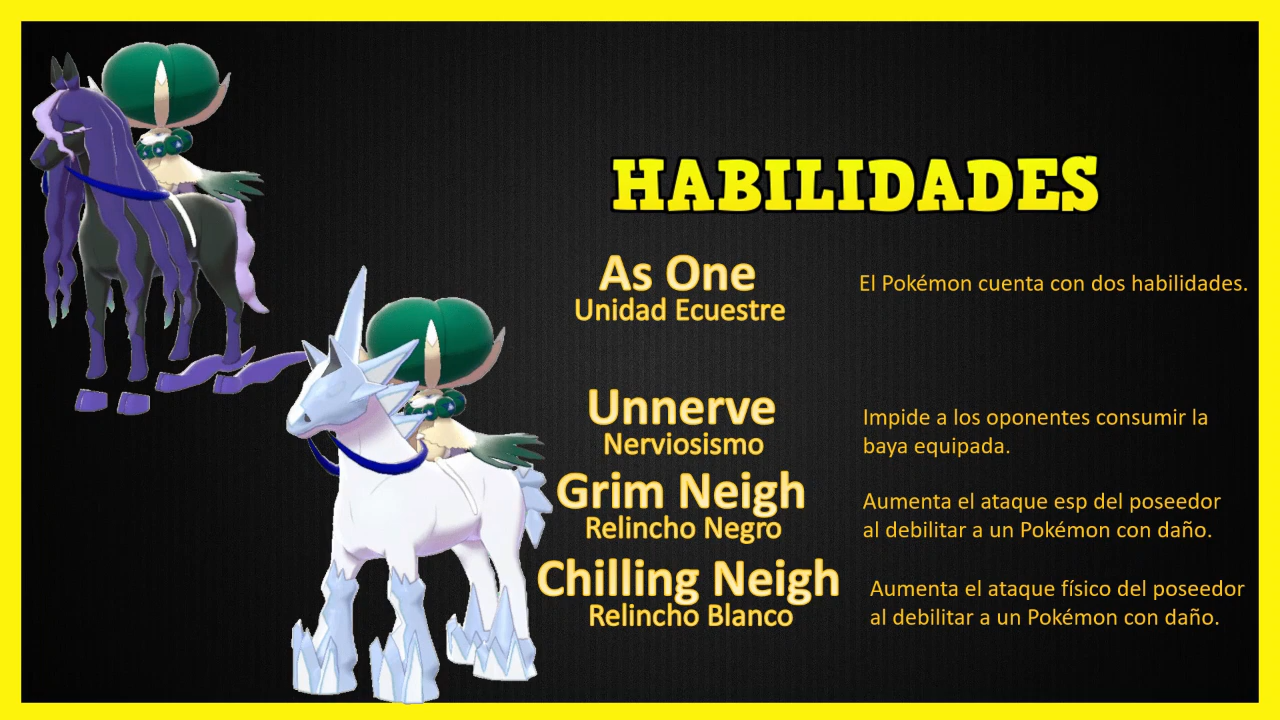 HABILIDADES
As One
Unidad Ecuestre
El Pokémon cuenta con dos habilidades.
Unnerve
Nerviosismo
Impide a los oponentes consumir la
baya equipada.
Grim Neigh
Relincho Negro
Aumenta el ataque esp del poseedor
al debilitar a un Pokémon con daño.
Chilling Neigh
Relincho Blanco
Aumenta el ataque físico del poseedor
al debilitar a un Pokémon con daño.